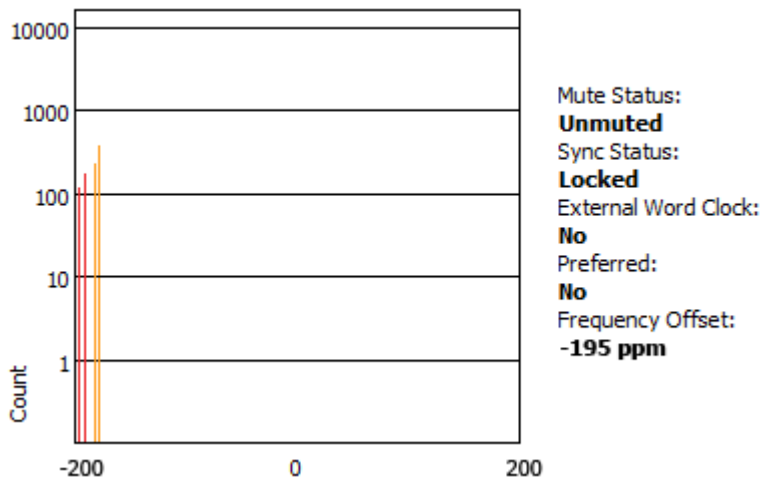 10000
1000
100
10
1
Count
-200 0 200
Mute Status:
Unmuted
Sync Status:
Locked
External Word Clock:
No
Preferred:
No
Frequency Offset:
-195 ppm